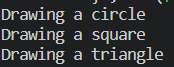 Drawing a circle
Drawing a square
Drawing a triangle